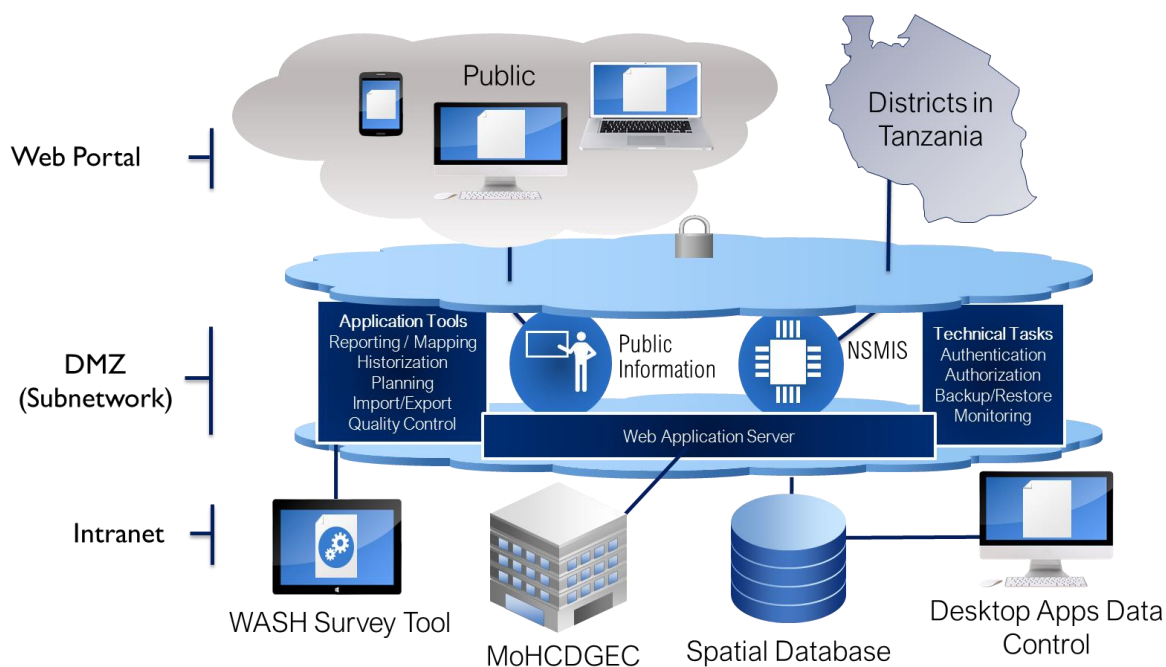 Public
Districts in
Tanzania
Web Portal
Application Tools
Reporting / Mapping
Historization
Planning
Import/Export
Quality Control
Public
Information
NSMIS
Technical Tasks
Authentication
Authorization
Backup/Restore
Monitoring
DMZ
(Subnetwork)
Web Application Server
Intranet
WASH Survey Tool
MoHCDGEC
Spatial Database
Desktop Apps Data
Control